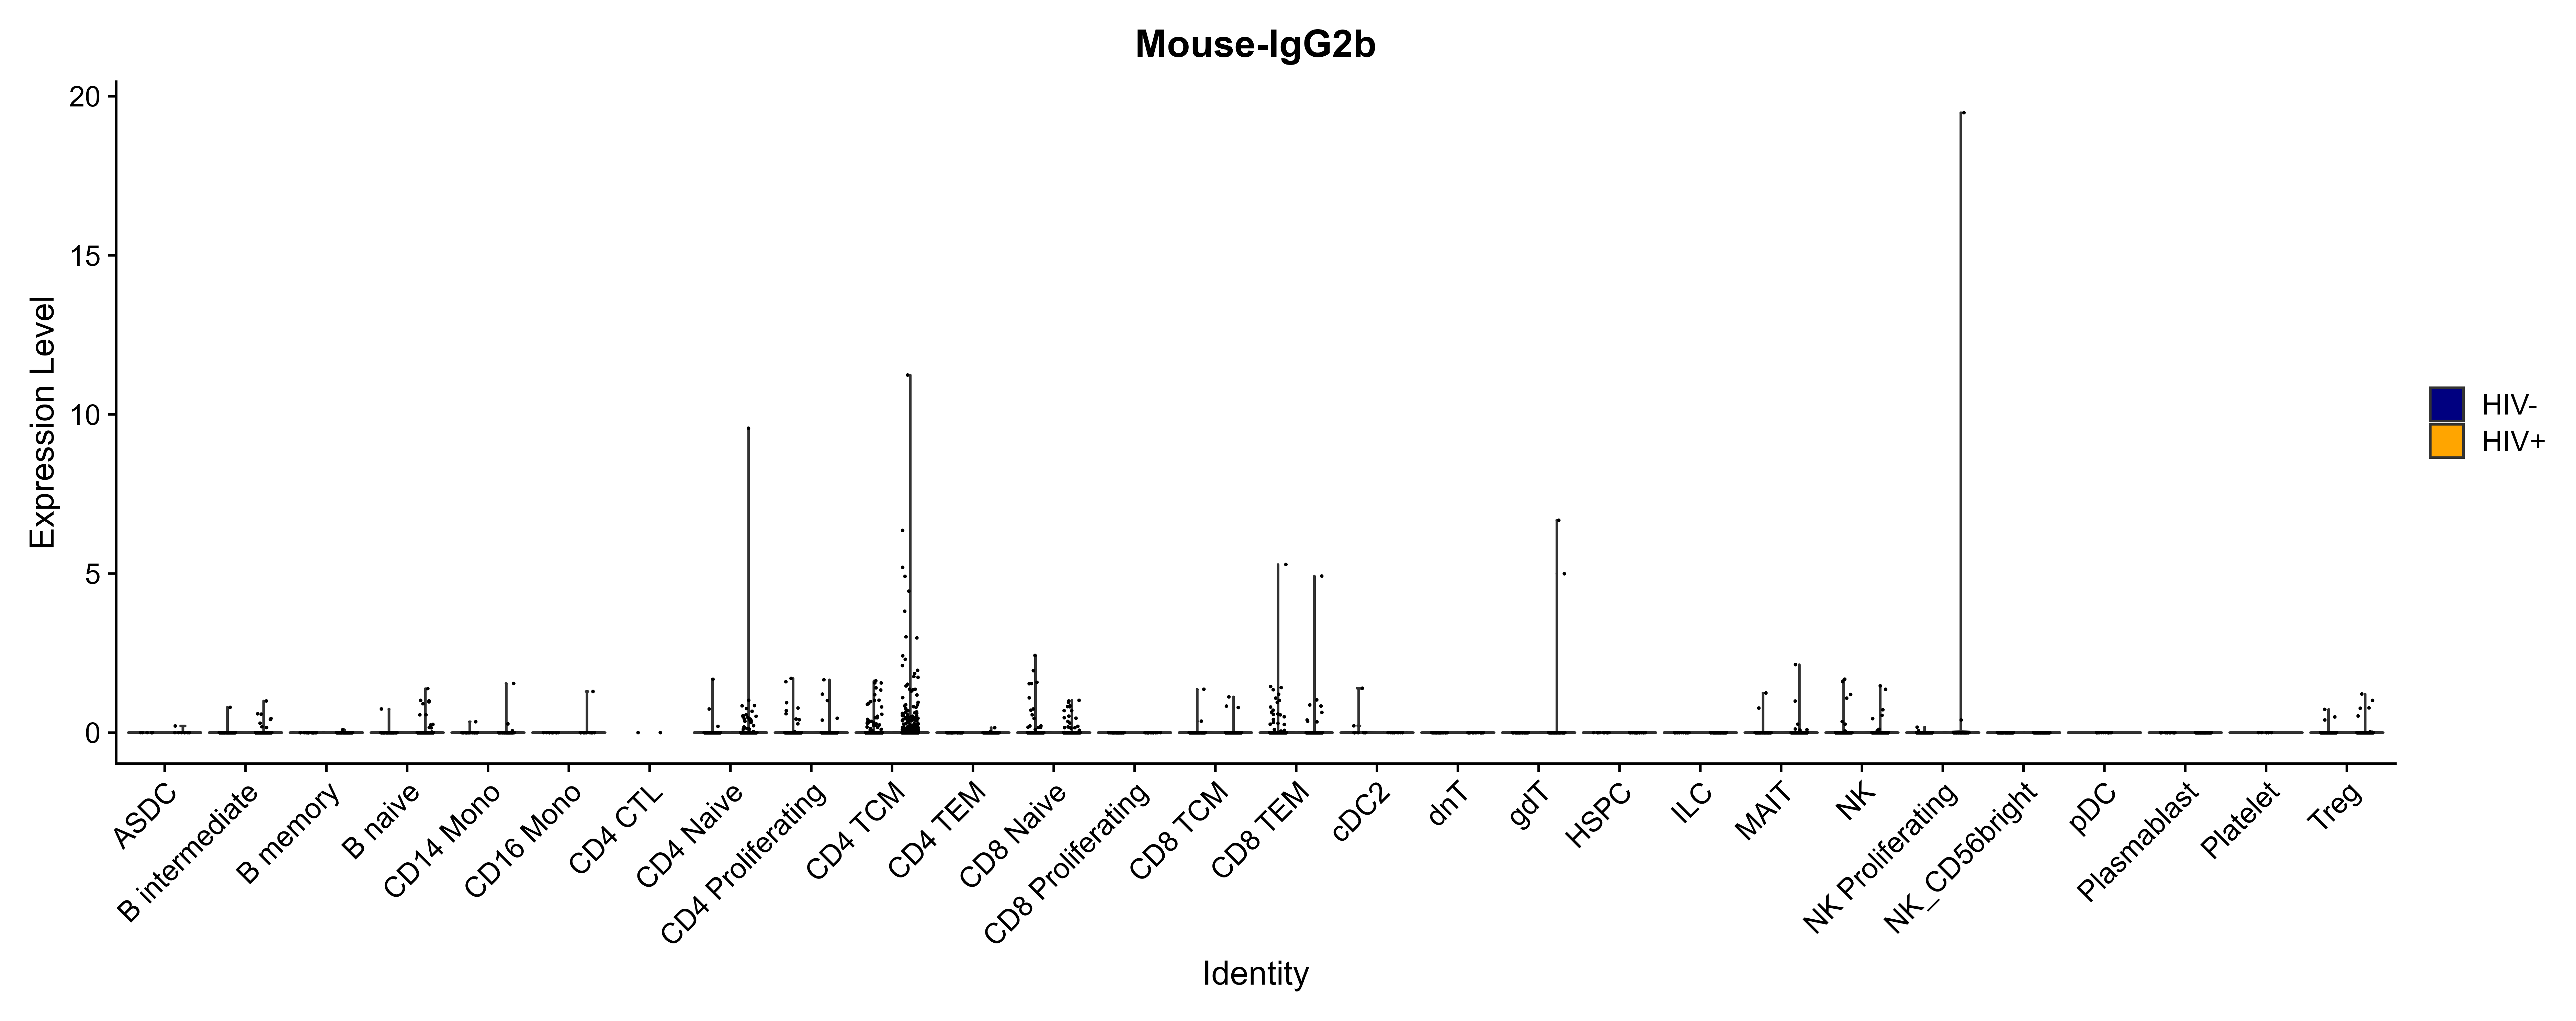 Mouse-IgG2b
Expression Level
20
15
10
5
0
ASDC
B intermediate
B memory
B naive
CD14 Mono
CD16 Mono
CD4 CTL
CD4 Naive
CD4 Proliferating
CD4 TCM
CD4 TEM
CD8 Naive
CD8 Proliferating
CD8 TCM
CD8 TEM
cDC2
dnT
gdT
HSPC
ILC
MAIT
NK
NK Proliferating
NK_CD56bright
pDC
Plasmablast
Platelet
Treg
Identity
HIV-
HIV+